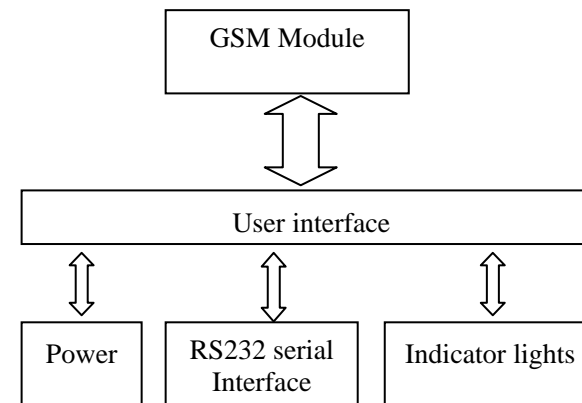 GSM Module
User interface
Power
RS232 serial
Interface
Indicator lights